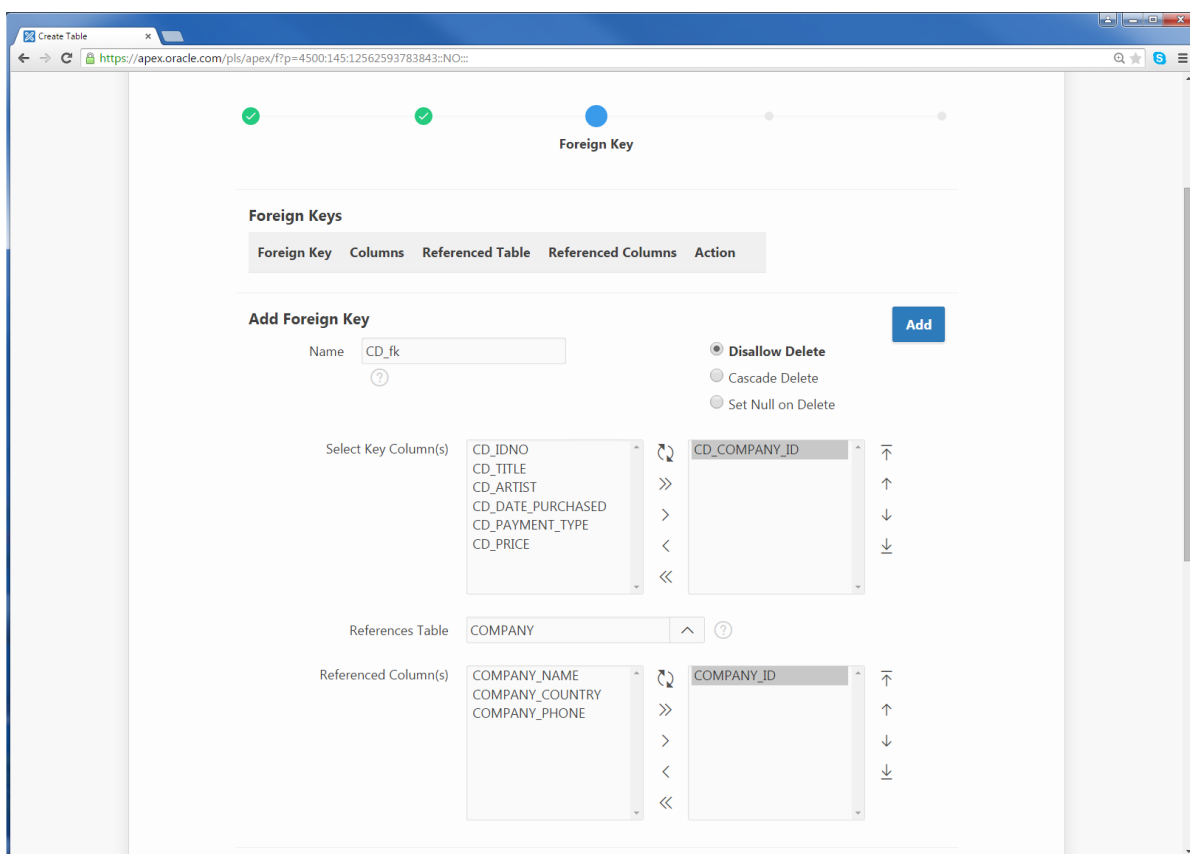 Create Table
https://apex.oracle.com/pls/apex/f?p=4500:145:12562593783843::NO:::
Foreign Key
Foreign Keys
Foreign Key Columns Referenced Table Referenced Columns Action
Add Foreign Key
Add
Name CD_fk
?
Disallow Delete
Cascade Delete
Set Null on Delete
Select Key Column(s)
CD_IDNO
CD_TITLE
CD_ARTIST
CD_DATE_PURCHASED
CD_PAYMENT_TYPE
CD_PRICE
CD_COMPANY_ID
References Table COMPANY ?
Referenced Column(s)
COMPANY_NAME
COMPANY_COUNTRY
COMPANY_PHONE
COMPANY_ID